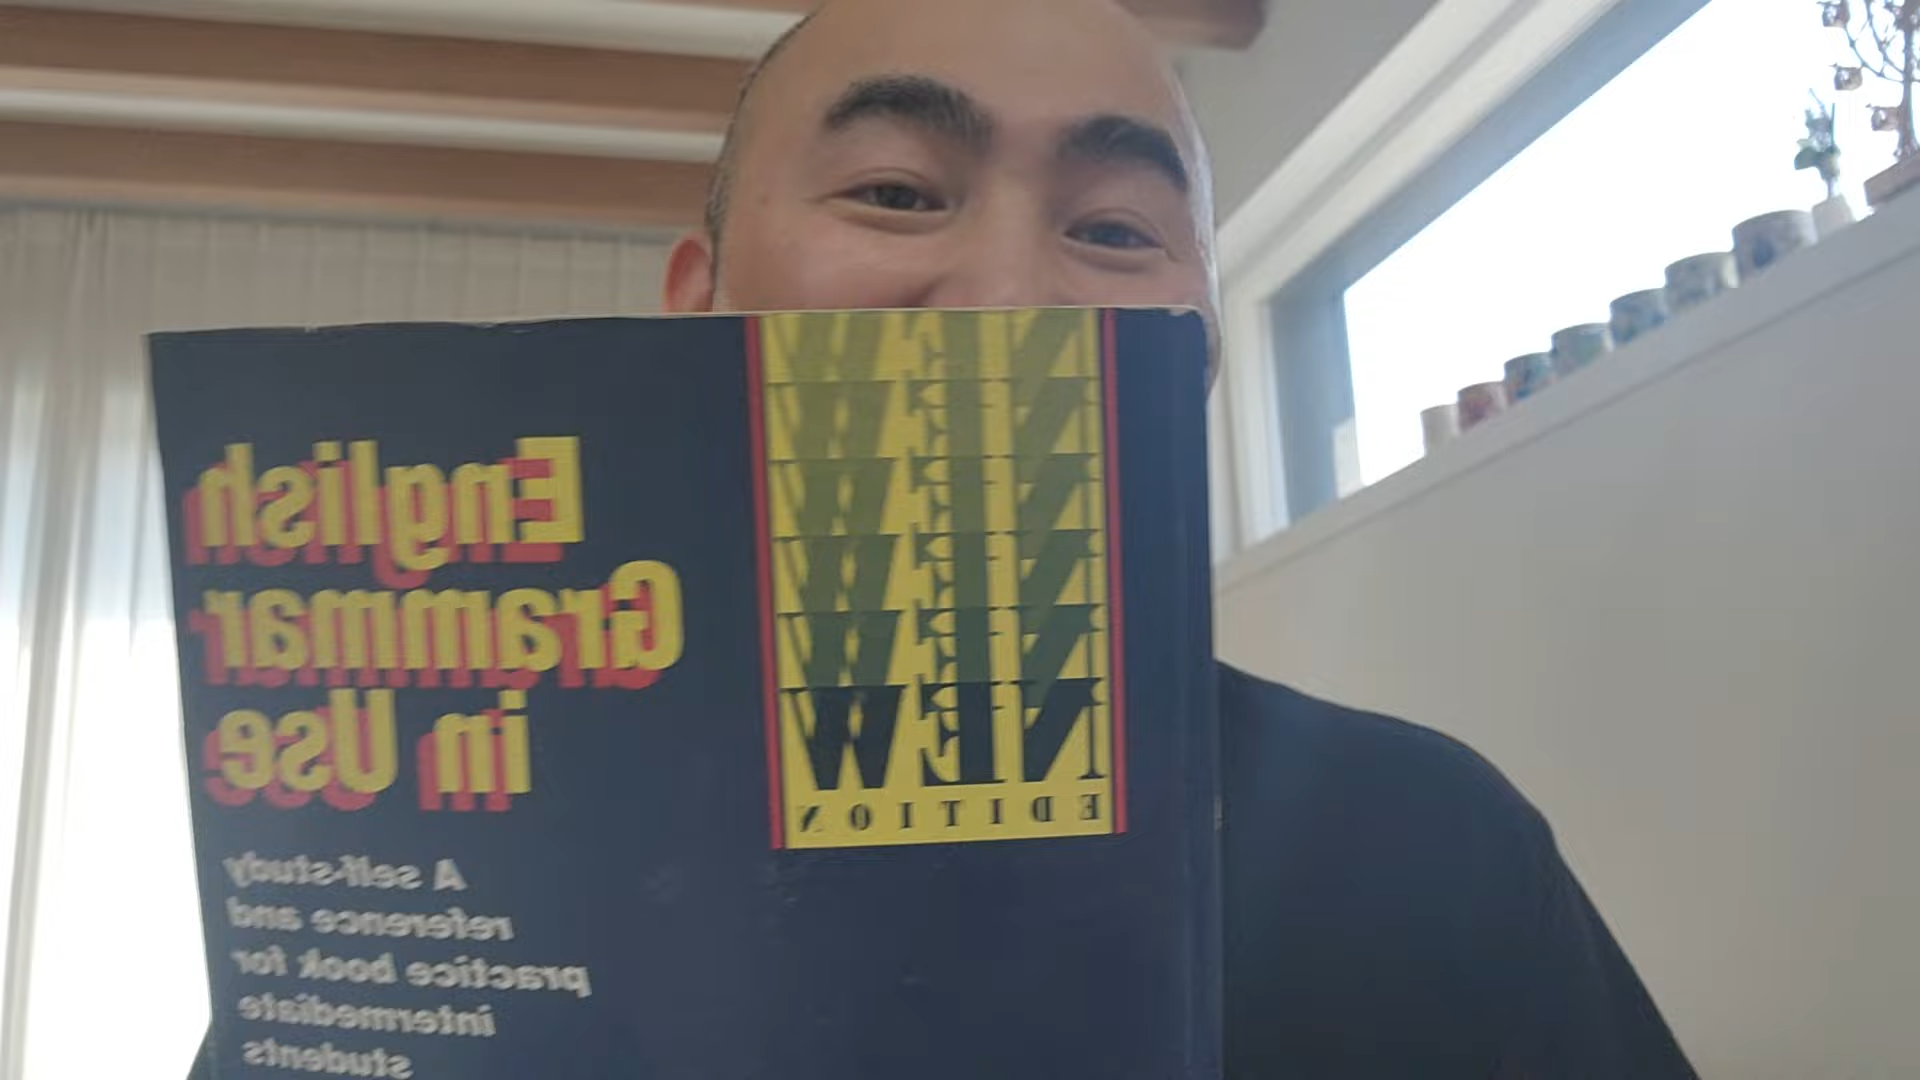 English
Grammar
in Use
A self-study
reference and
practice book for
intermediate
students
NEW
EDITION